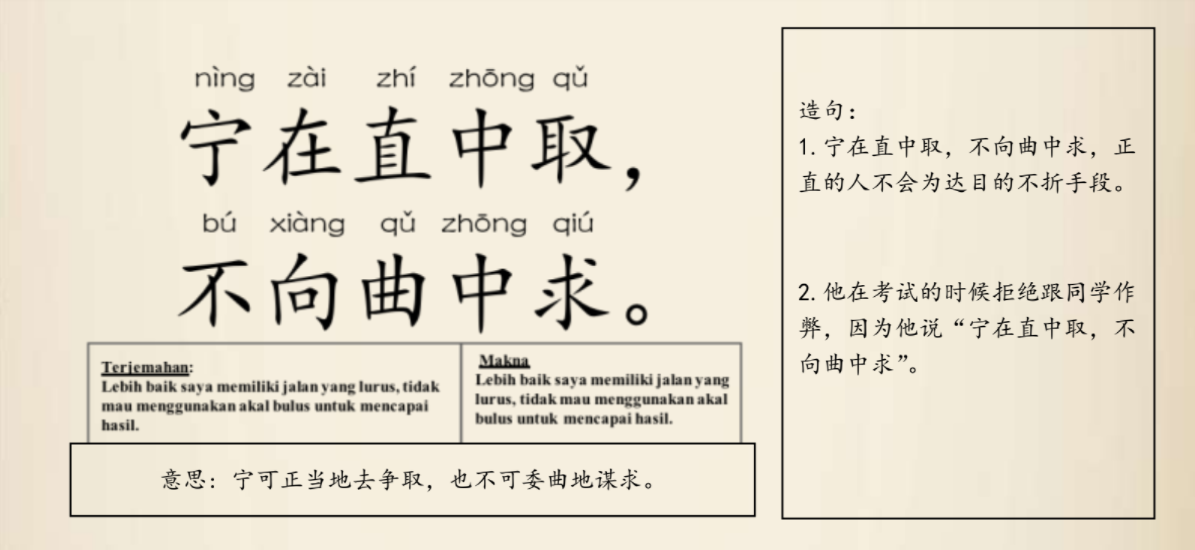 nìng zài zhí zhōng qǔ
宁在直中取，
bú xiàng qǔ zhōng qiú
不向曲中求。
Terjemahan:
Lebih baik saya memiliki jalan yang lurus, tidak
mau menggunakan akal bulus untuk mencapai
hasil.
Makna
Lebih baik saya memiliki jalan yang
lurus, tidak mau menggunakan akal
bulus untuk mencapai hasil.
意思：宁可正当地去争取，也不可委曲地谋求。
造句：
1. 宁在直中取，不向曲中求，正
直的人不会为达目的不折手段。
2. 他在考试的时候拒绝跟同学作
弊，因为他说“宁在直中取，不
向曲中求”。